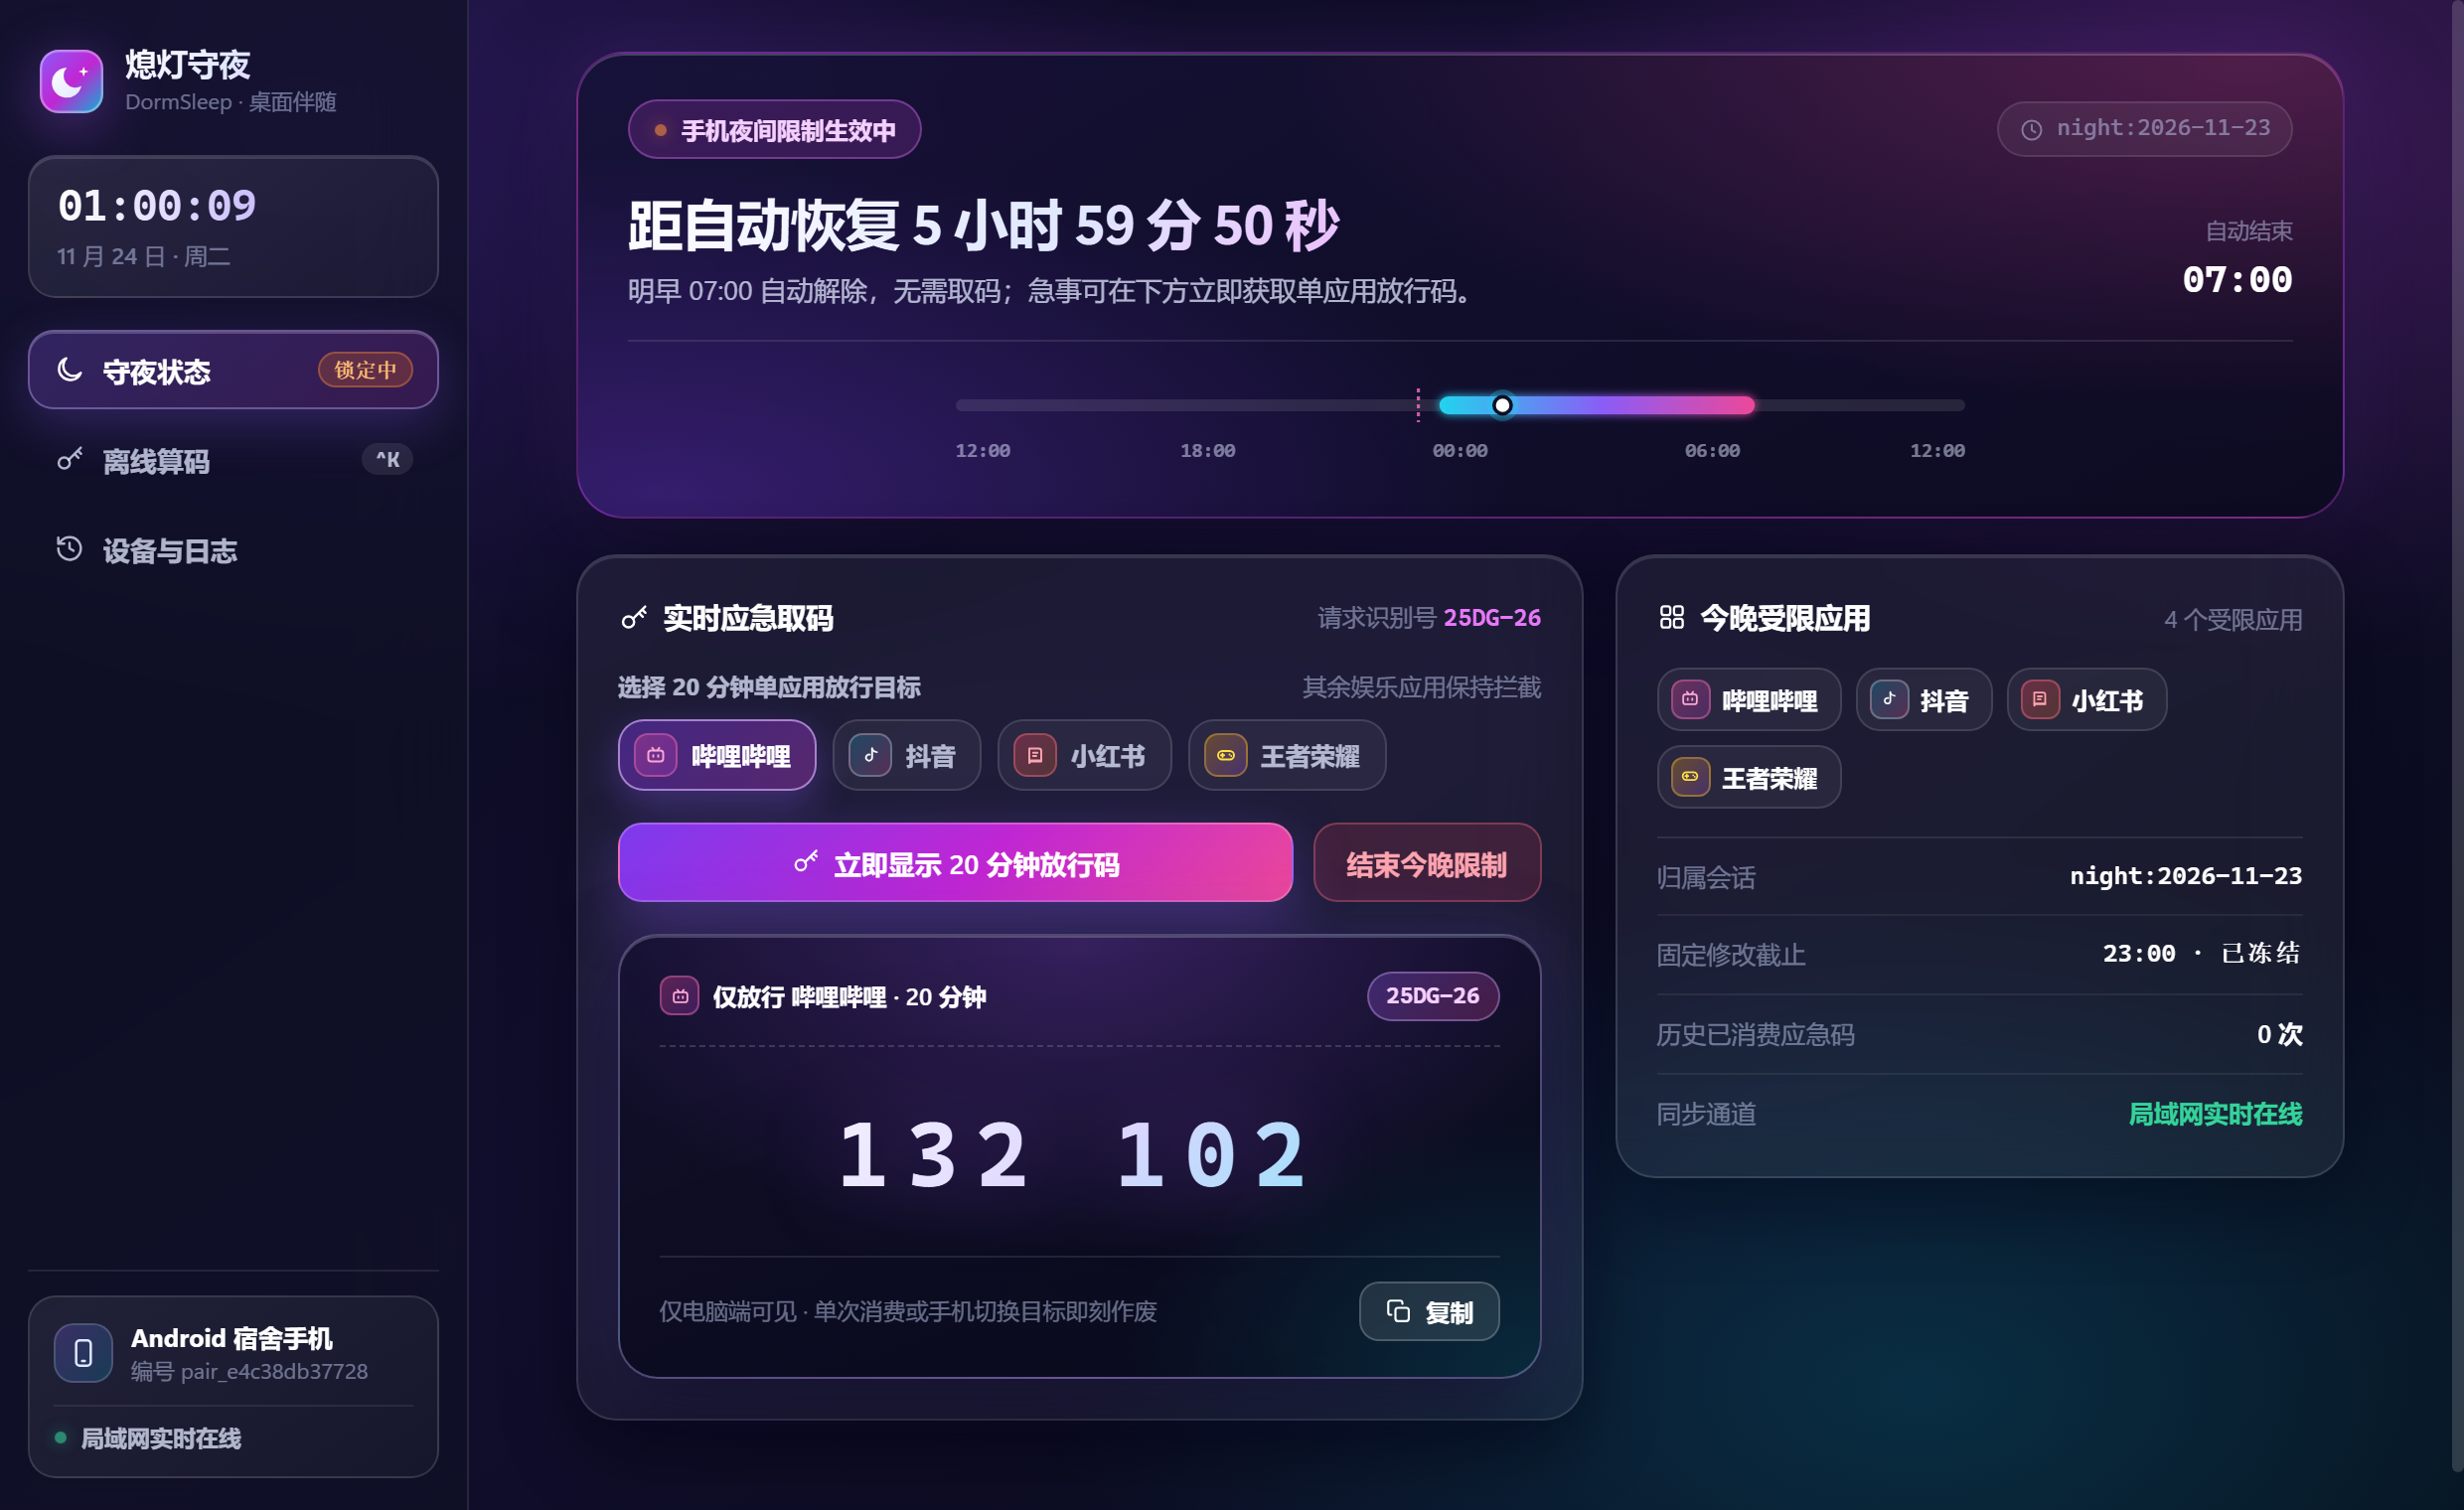 熄灯守夜
DormSleep · 桌面伴随
01:00:09
11 月 24 日 · 周二
守夜状态 锁定中
离线算码 ^K
设备与日志
Android 宿舍手机
编号 pair_e4c38db37728
局域网实时在线
手机夜间限制生效中 night:2026-11-23
距自动恢复 5 小时 59 分 50 秒
明早 07:00 自动解除，无需取码；急事可在下方立即获取单应用放行码。
自动结束
07:00
12:00 18:00 00:00 06:00 12:00
实时应急取码 请求识别号 25DG-26
选择 20 分钟单应用放行目标 其余娱乐应用保持拦截
哔哩哔哩 抖音 小红书 王者荣耀
立即显示 20 分钟放行码 结束今晚限制
仅放行 哔哩哔哩 · 20 分钟 25DG-26
132 102
仅电脑端可见 · 单次消费或手机切换目标即刻作废 复制
今晚受限应用 4 个受限应用
哔哩哔哩 抖音 小红书
王者荣耀
归属会话 night:2026-11-23
固定修改截止 23:00 · 已冻结
历史已消费应急码 0 次
同步通道 局域网实时在线